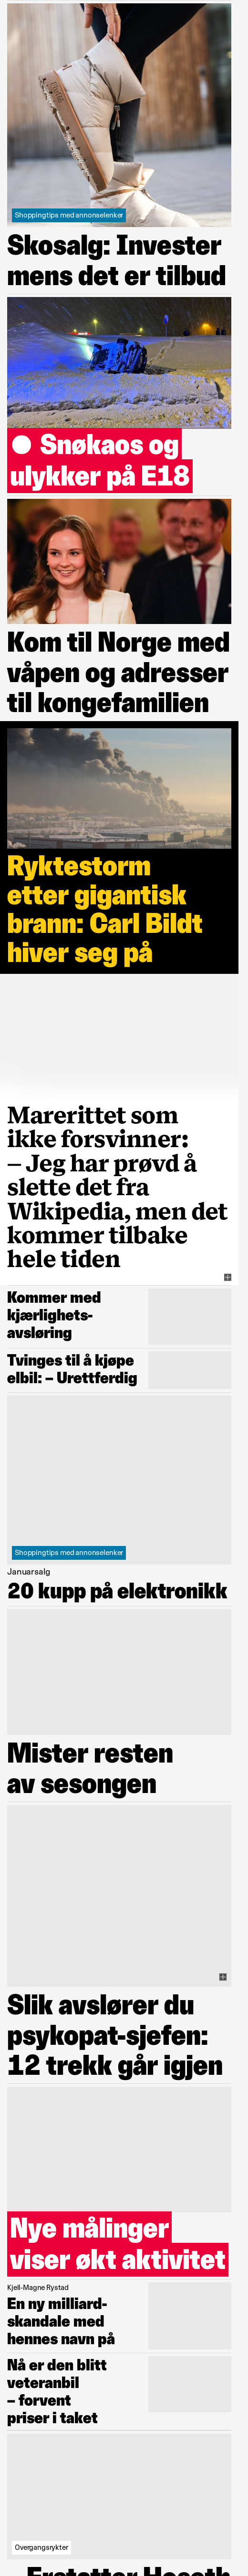 Shoppingtips med annonselenker
Skosalg: Invester
mens det er tilbud
Snøkaos og
ulykker på E18
Kom til Norge med
våpen og adresser
til kongefamilien
Ryktestorm
etter gigantisk
brann: Carl Bildt
hiver seg på
Marerittet som
ikke forsvinner:
– Jeg har prøvd å
slette det fra
Wikipedia, men det
kommer tilbake
hele tiden
Kommer med
kjærlighets-
avsløring
Tvinges til å kjøpe
elbil: – Urettferdig
Shoppingtips med annonselenker
Januarsalg
20 kupp på elektronikk
Mister resten
av sesongen
Slik avslører du
psykopat-sjefen:
12 trekk går igjen
Nye målinger
viser økt aktivitet
Kjell-Magne Rystad
En ny milliard-
skandale med
hennes navn på
Nå er den blitt
veteranbil
– forvent
priser i taket
Overgangsrykter